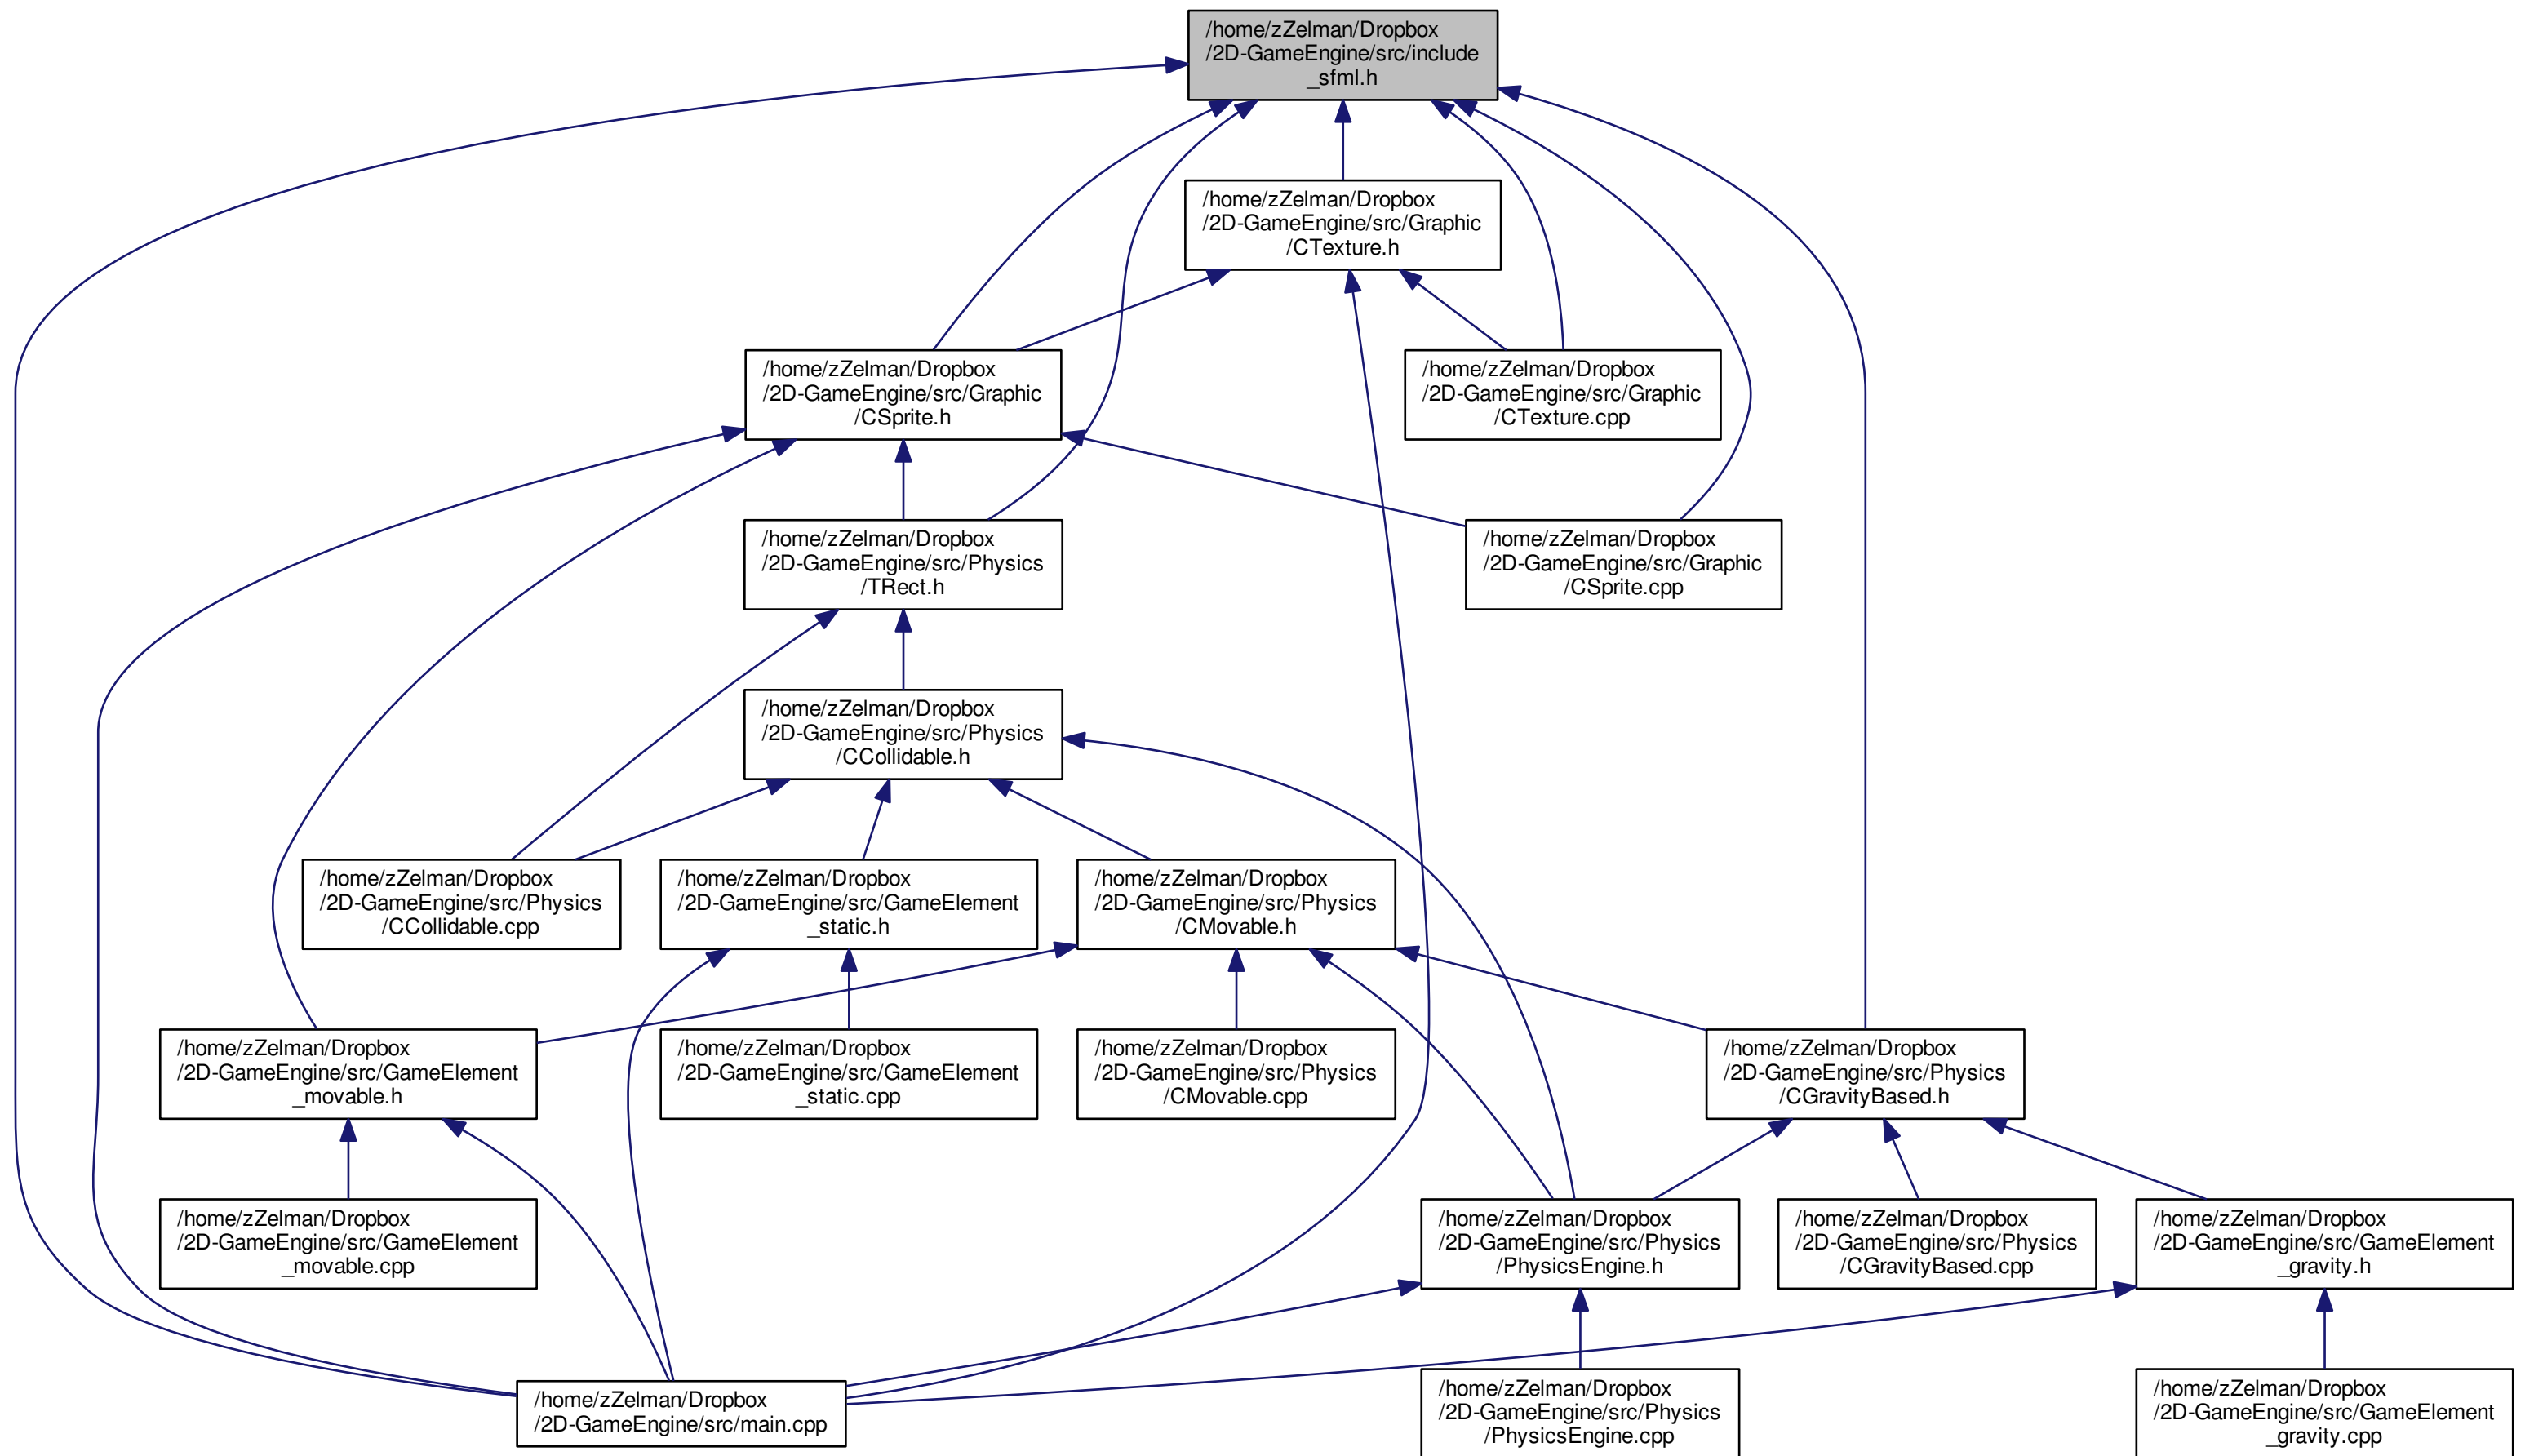 /home/zZelman/Dropbox
/2D-GameEngine/src/include
_sfml.h
/home/zZelman/Dropbox
/2D-GameEngine/src/Graphic
/CTexture.h
/home/zZelman/Dropbox
/2D-GameEngine/src/Graphic
/CSprite.h
/home/zZelman/Dropbox
/2D-GameEngine/src/Graphic
/CTexture.cpp
/home/zZelman/Dropbox
/2D-GameEngine/src/Physics
/TRect.h
/home/zZelman/Dropbox
/2D-GameEngine/src/Graphic
/CSprite.cpp
/home/zZelman/Dropbox
/2D-GameEngine/src/Physics
/CCollidable.h
/home/zZelman/Dropbox
/2D-GameEngine/src/Physics
/CCollidable.cpp
/home/zZelman/Dropbox
/2D-GameEngine/src/GameElement
_static.h
/home/zZelman/Dropbox
/2D-GameEngine/src/Physics
/CMovable.h
/home/zZelman/Dropbox
/2D-GameEngine/src/GameElement
_movable.h
/home/zZelman/Dropbox
/2D-GameEngine/src/GameElement
_static.cpp
/home/zZelman/Dropbox
/2D-GameEngine/src/Physics
/CMovable.cpp
/home/zZelman/Dropbox
/2D-GameEngine/src/Physics
/CGravityBased.h
/home/zZelman/Dropbox
/2D-GameEngine/src/GameElement
_movable.cpp
/home/zZelman/Dropbox
/2D-GameEngine/src/Physics
/PhysicsEngine.h
/home/zZelman/Dropbox
/2D-GameEngine/src/Physics
/CGravityBased.cpp
/home/zZelman/Dropbox
/2D-GameEngine/src/GameElement
_gravity.h
/home/zZelman/Dropbox
/2D-GameEngine/src/main.cpp
/home/zZelman/Dropbox
/2D-GameEngine/src/Physics
/PhysicsEngine.cpp
/home/zZelman/Dropbox
/2D-GameEngine/src/GameElement
_gravity.cpp